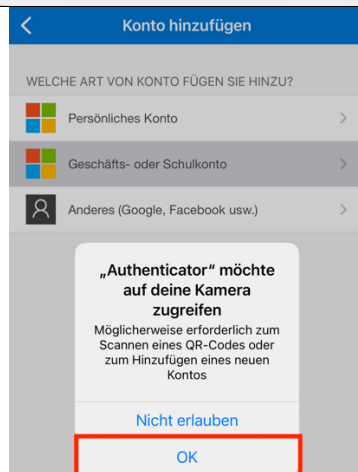 Konto hinzufügen
WELCHE ART VON KONTO FÜGEN SIE HINZU?
Persönliches Konto
Geschäfts- oder Schulkonto
Anderes (Google, Facebook usw.)
„Authenticator" möchte
auf deine Kamera
zugreifen
Möglicherweise erforderlich zum
Scannen eines QR-Codes oder
zum Hinzufügen eines neuen
Kontos
Nicht erlauben
OK